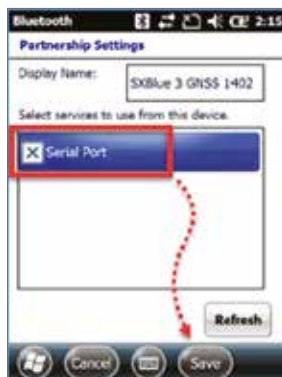 Bluetooth 2:15
Partnership Settings
Display Name:
SXBlue 3 GNSS 1402
Select services to use from this device.
Serial Port
Refresh
Cancel Save